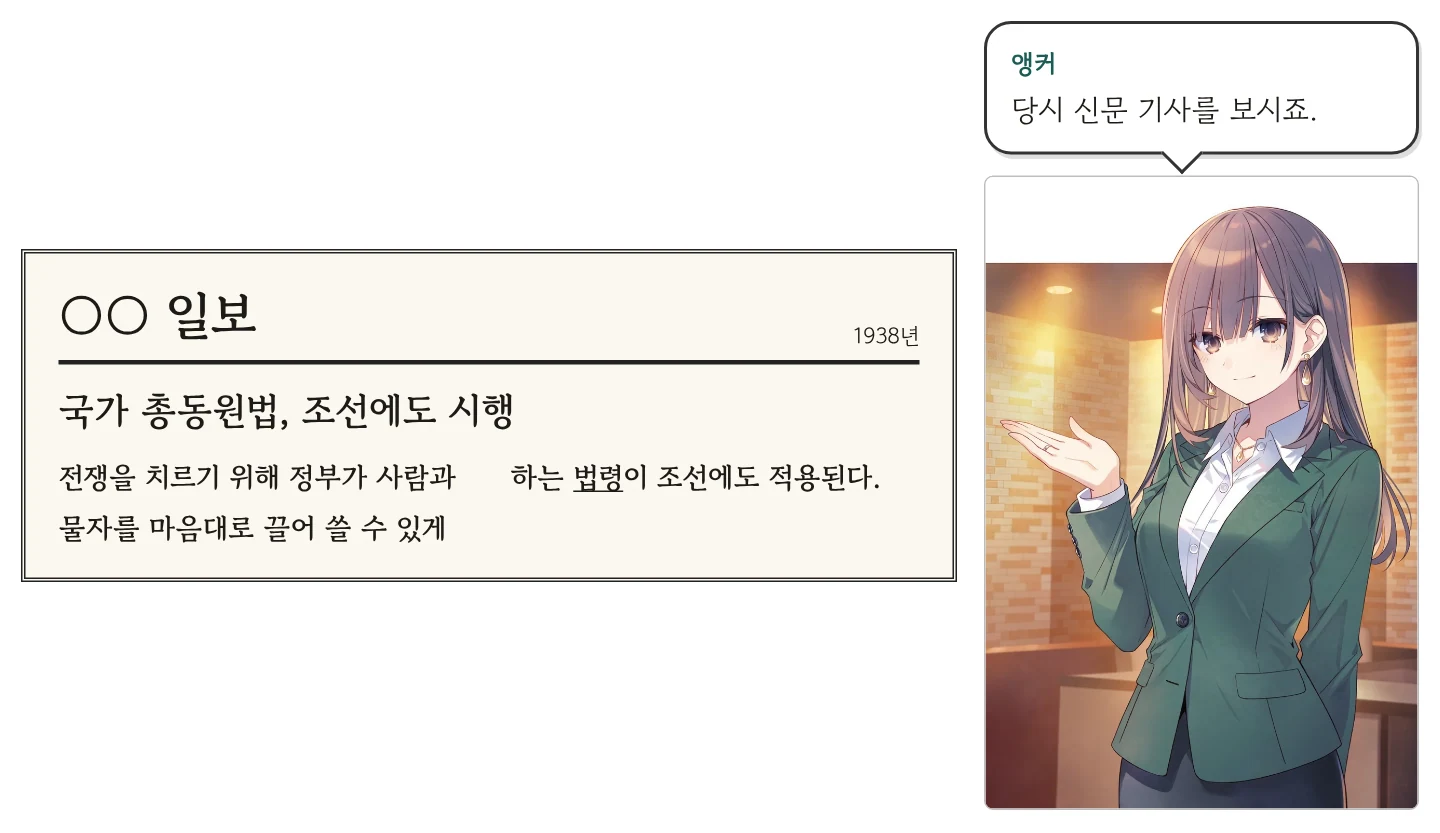 앵커
당시 신문 기사를 보시죠.
○○ 일보
1938년
국가 총동원법, 조선에도 시행
전쟁을 치르기 위해 정부가 사람과
물자를 마음대로 끌어 쓸 수 있게
하는 법령이 조선에도 적용된다.